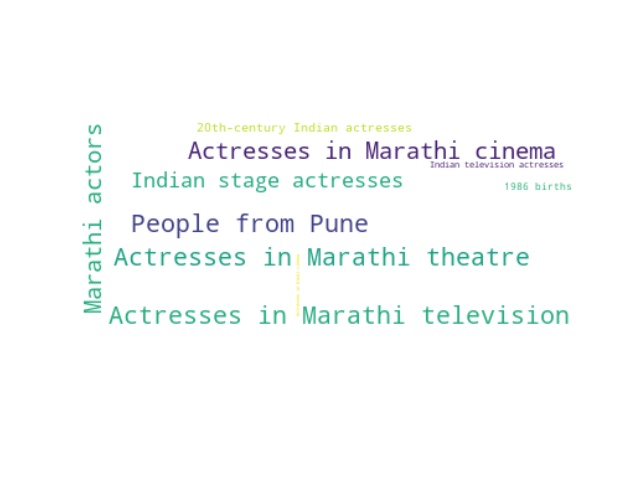 20th-century Indian actresses
Actresses in Marathi cinema
Indian television actresses
Indian stage actresses
1986 births
People from Pune
Actresses in Marathi theatre
Actresses in Marathi television
Marathi actors